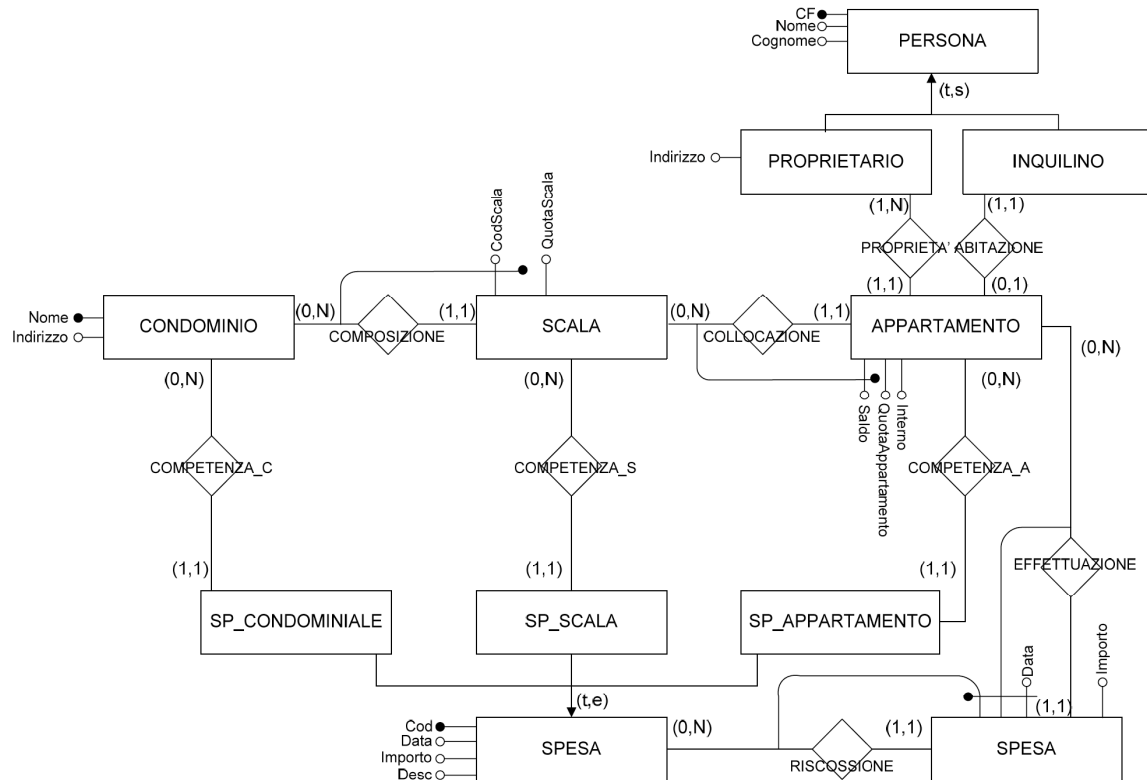 CF
Nome
Cognome
PERSONA
(t,s)
Indirizzo
PROPRIETARIO
INQUILINO
(1,N)
(1,1)
PROPRIETA'
ABITAZIONE
(1,1)
(0,1)
CodScala
QuotaScala
Nome
Indirizzo
CONDOMINIO
(0,N)
COMPOSIZIONE
(1,1)
SCALA
(0,N)
COLLOCAZIONE
(1,1)
APPARTAMENTO
(0,N)
(0,N)
(0,N)
(0,N)
Saldo
QuotaAppartamento
Interno
COMPETENZA_C
COMPETENZA_S
COMPETENZA_A
EFFETTUAZIONE
(1,1)
(1,1)
(1,1)
SP_CONDOMINIALE
SP_SCALA
SP_APPARTAMENTO
(t,e)
Data
Importo
(1,1)
Cod
Data
Importo
Desc
SPESA
(0,N)
RISCOSSIONE
(1,1)
SPESA